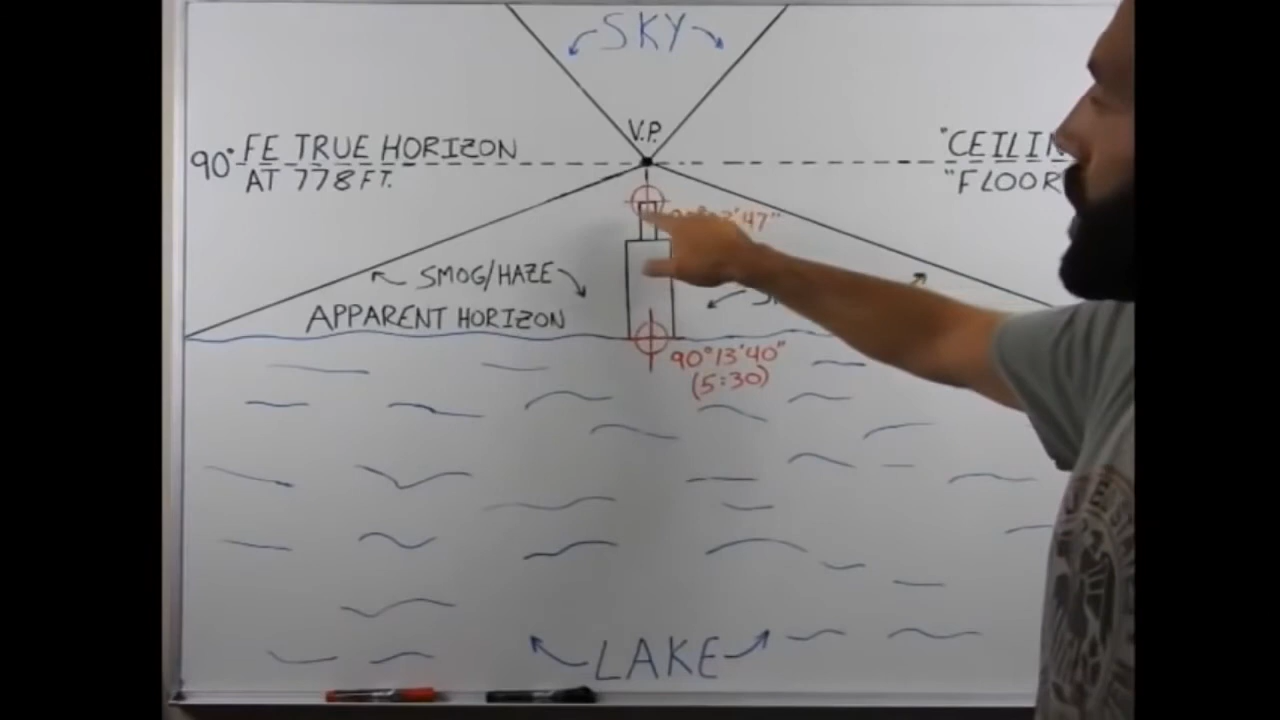 SKY
V.P.
90° FE TRUE HORIZON
AT 778 FT.
"FLOOR
SMOG/HAZE
APPARENT HORIZON
90°13'40"
(5:30)
LAKE